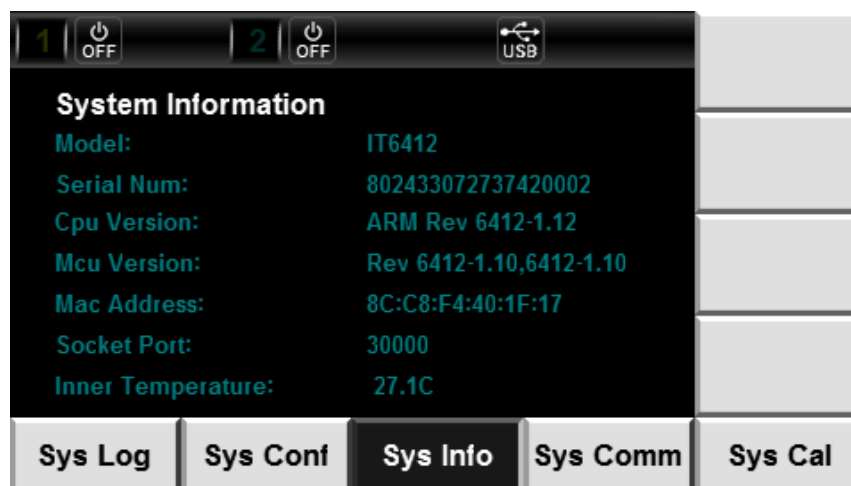 1 OFF 2 OFF USB
System Information
Model: IT6412
Serial Num: 802433072737420002
Cpu Version: ARM Rev 6412-1.12
Mcu Version: Rev 6412-1.10,6412-1.10
Mac Address: 8C:C8:F4:40:1F:17
Socket Port: 30000
Inner Temperature: 27.1C
Sys Log Sys Conf Sys Info Sys Comm Sys Cal